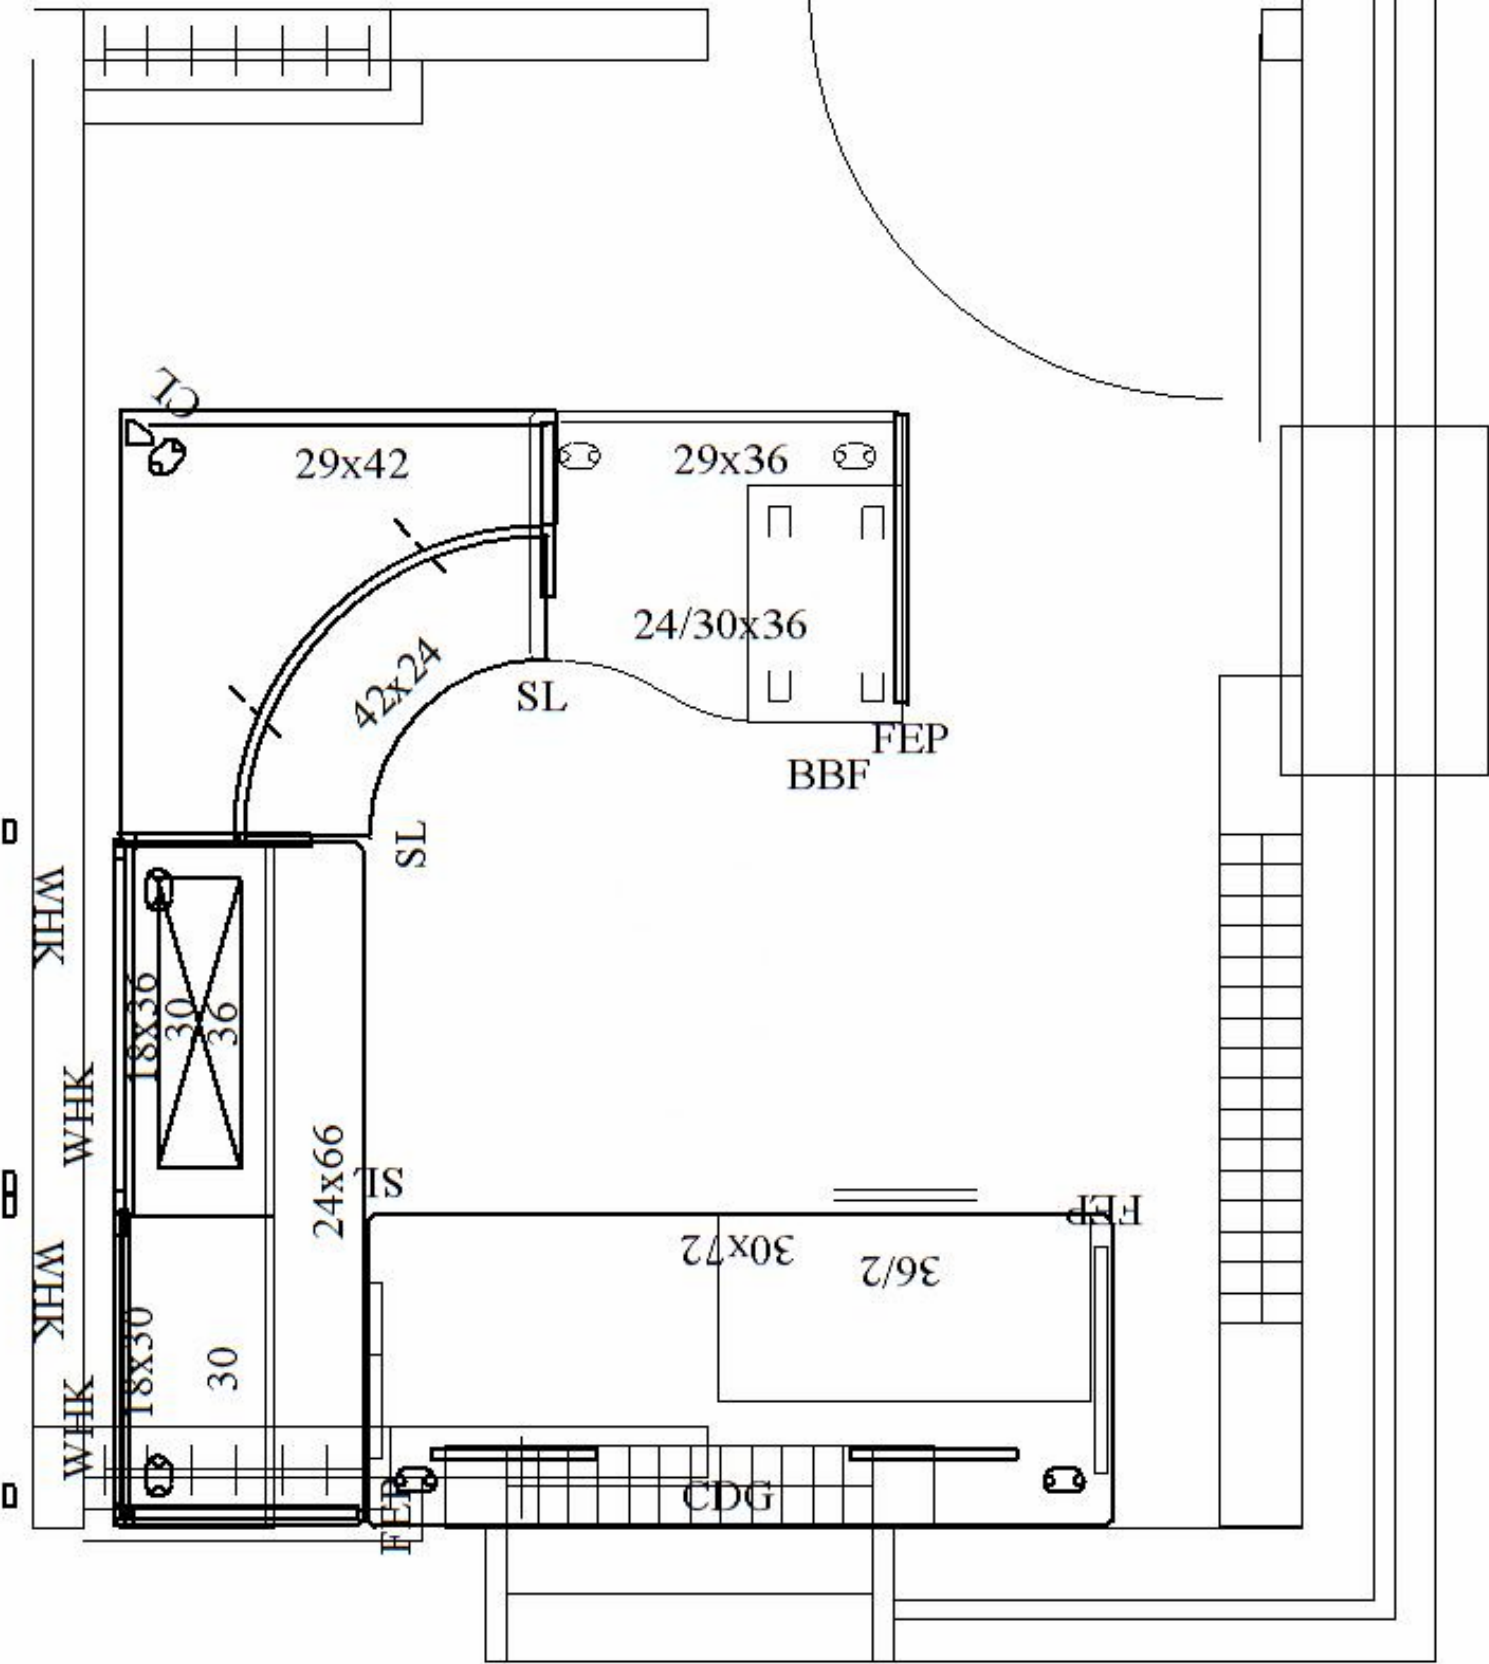 CL
29x42
29x36
24/30x36
42x24
SL
FEP
BBF
SL
WHK
18x36
30
36
WHK
24x66
SL
FEP
30x72
36/2
WHK
18x30
30
WHK
CDG
FEP